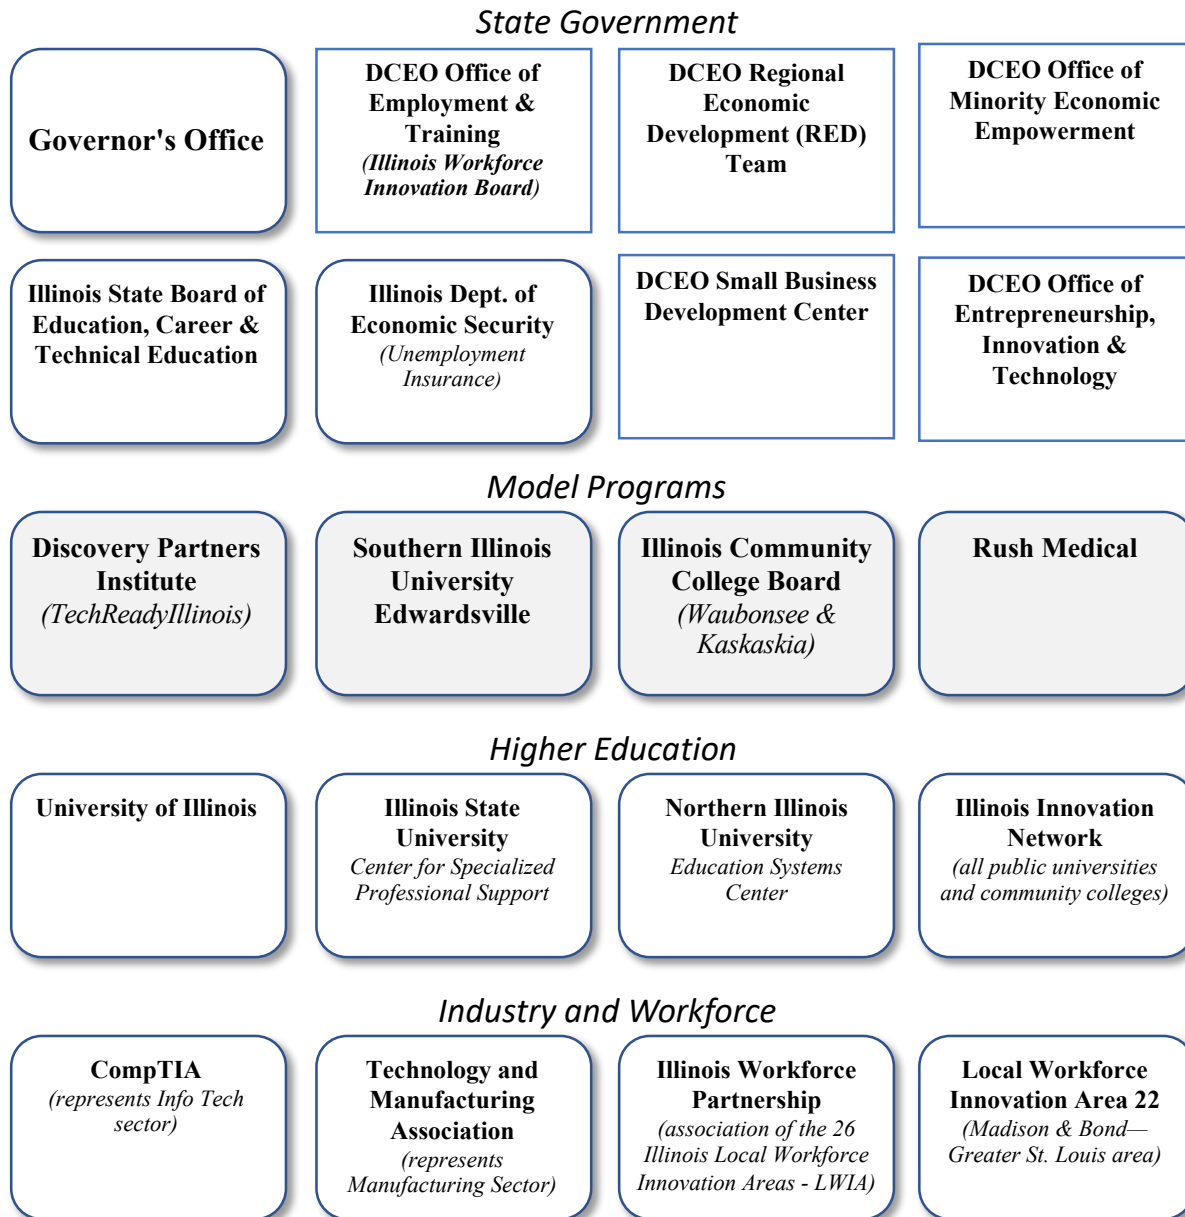 State Government
Governor's Office
DCEO Office of
Employment &
Training
(Illinois Workforce
Innovation Board)
DCEO Regional
Economic
Development (RED)
Team
DCEO Office of
Minority Economic
Empowerment
Illinois State Board of
Education, Career &
Technical Education
Illinois Dept. of
Economic Security
(Unemployment
Insurance)
DCEO Small Business
Development Center
DCEO Office of
Entrepreneurship,
Innovation &
Technology
Model Programs
Discovery Partners
Institute
(TechReadyIllinois)
Southern Illinois
University
Edwardsville
Illinois Community
College Board
(Waubonsee &
Kaskaskia)
Rush Medical
Higher Education
University of Illinois
Illinois State
University
Center for Specialized
Professional Support
Northern Illinois
University
Education Systems
Center
Illinois Innovation
Network
(all public universities
and community colleges)
Industry and Workforce
CompTIA
(represents Info Tech
sector)
Technology and
Manufacturing
Association
(represents
Manufacturing Sector)
Illinois Workforce
Partnership
(association of the 26
Illinois Local Workforce
Innovation Areas - LWIA)
Local Workforce
Innovation Area 22
(Madison & Bond—
Greater St. Louis area)